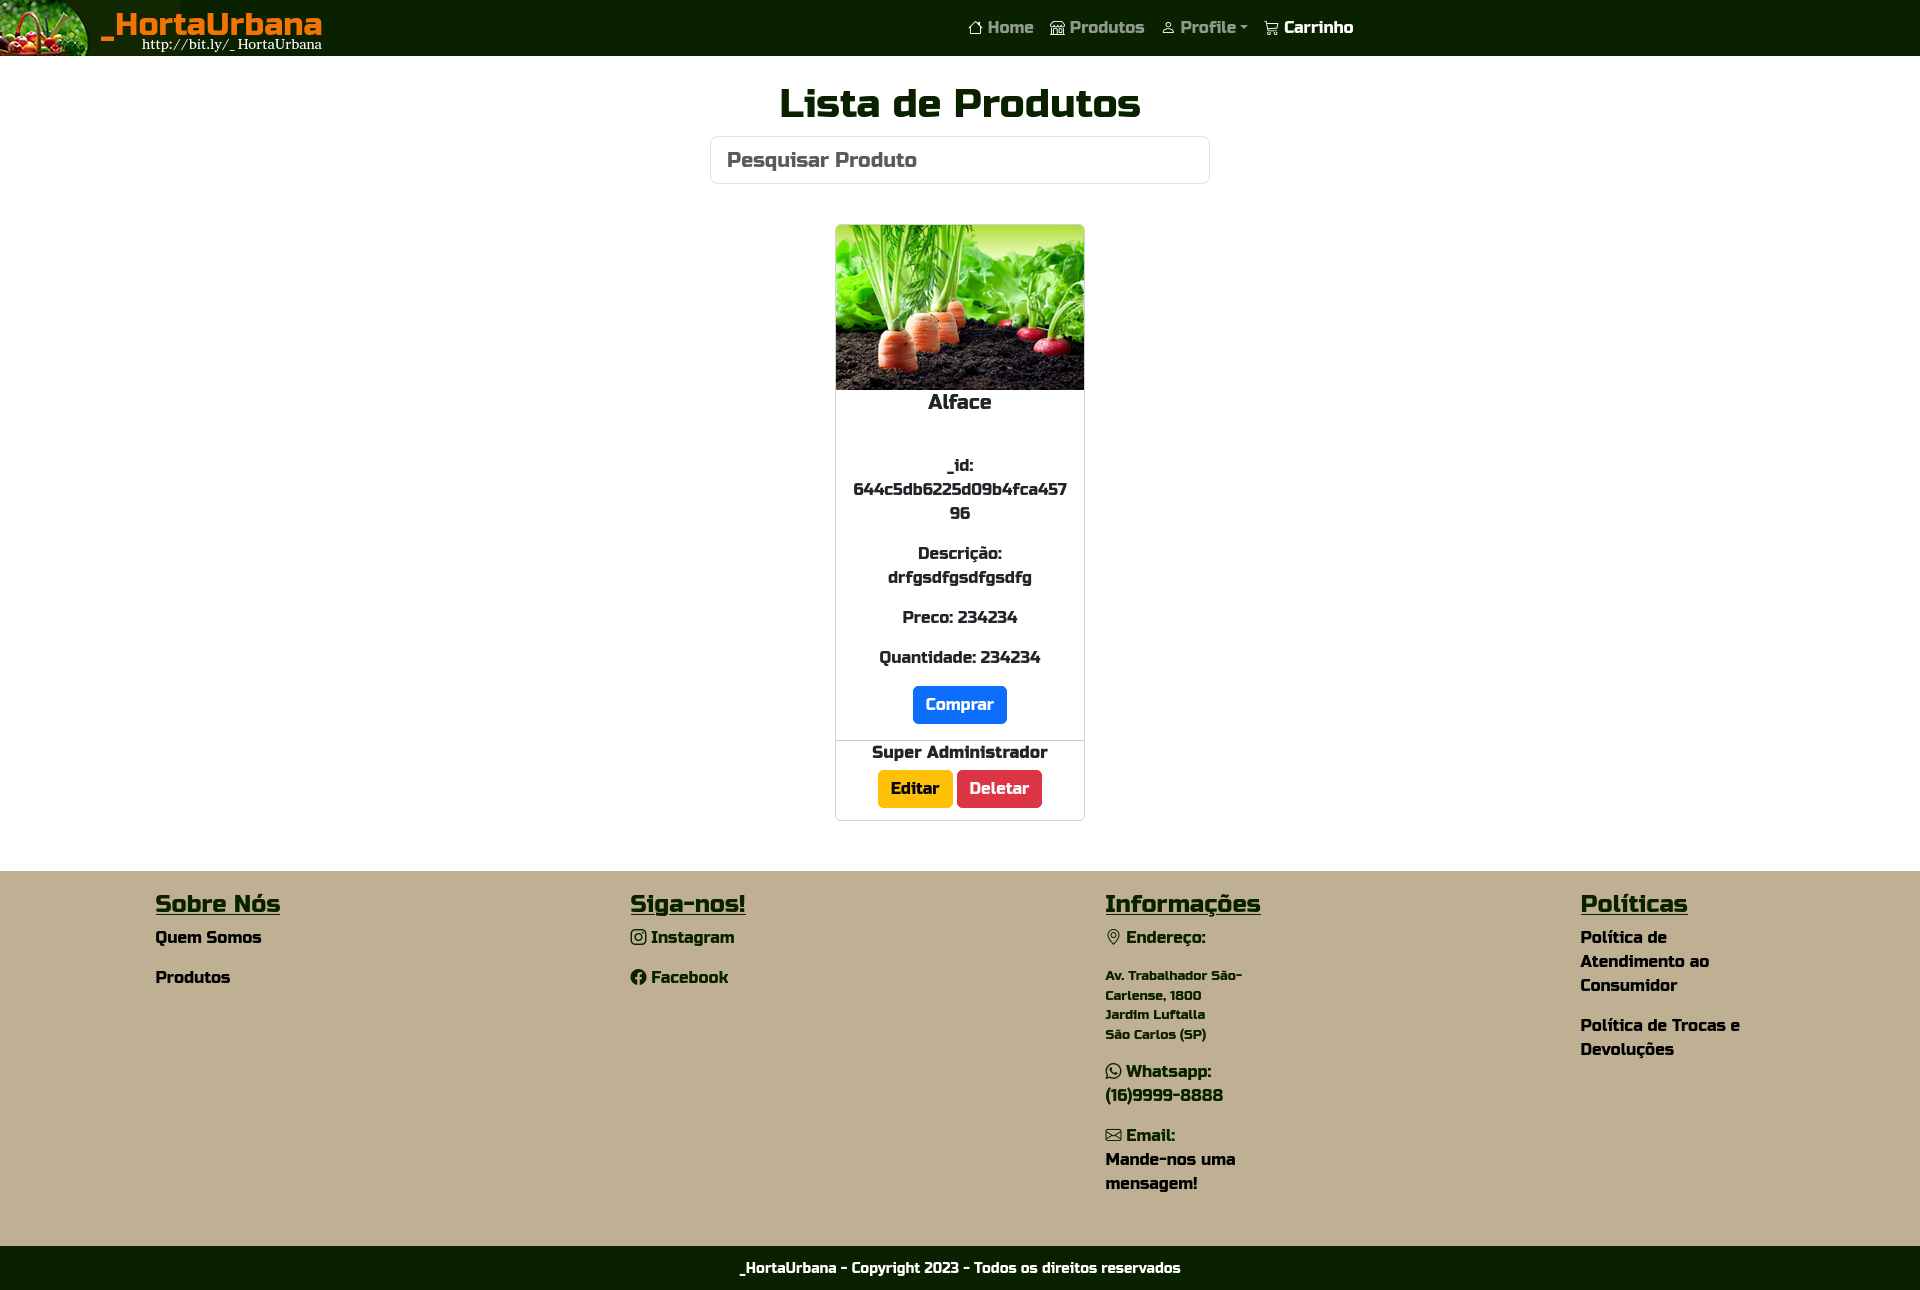 _HortaUrbana
http://bit.ly/_HortaUrbana
Home Produtos Profile Carrinho
Lista de Produtos
Pesquisar Produto
Alface
_id:
644c5db6225d09b4fca457
96
Descrição:
drfgsdfgsdfgsdfg
Preco: 234234
Quantidade: 234234
Comprar
Super Administrador
Editar Deletar
Sobre Nós
Quem Somos
Produtos
Siga-nos!
Instagram
Facebook
Informações
Endereço:
Av. Trabalhador São-
Carlense, 1800
Jardim Luftalla
São Carlos (SP)
Whatsapp:
(16)9999-8888
Email:
Mande-nos uma
mensagem!
Políticas
Política de
Atendimento ao
Consumidor
Política de Trocas e
Devoluções
_HortaUrbana - Copyright 2023 - Todos os direitos reservados